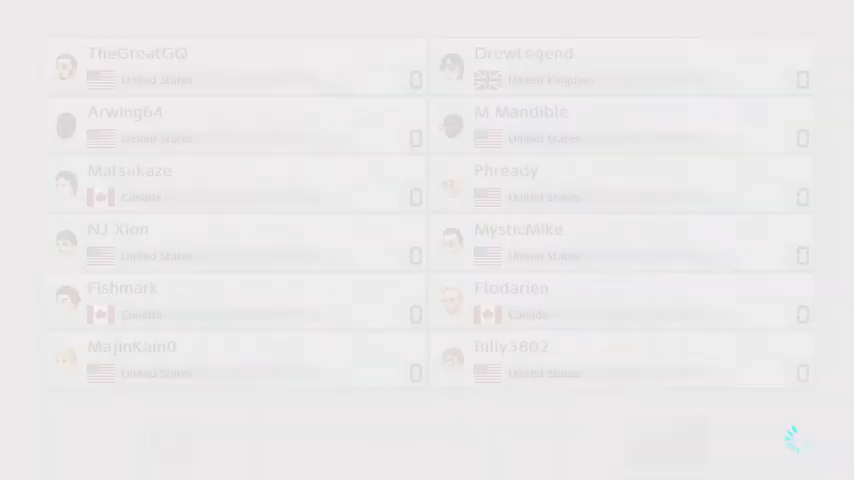 TheGreatGQ
United States 0
DrewLegend
United Kingdom 0
Arwing64
United States 0
M Mandible
United States 0
Matsukaze
Canada 0
Phready
United States 0
NJ Xion
United States 0
MysticMike
United States 0
Fishmark
Canada 0
Flodarien
Canada 0
MajinKain0
United States 0
Billy3802
United States 0